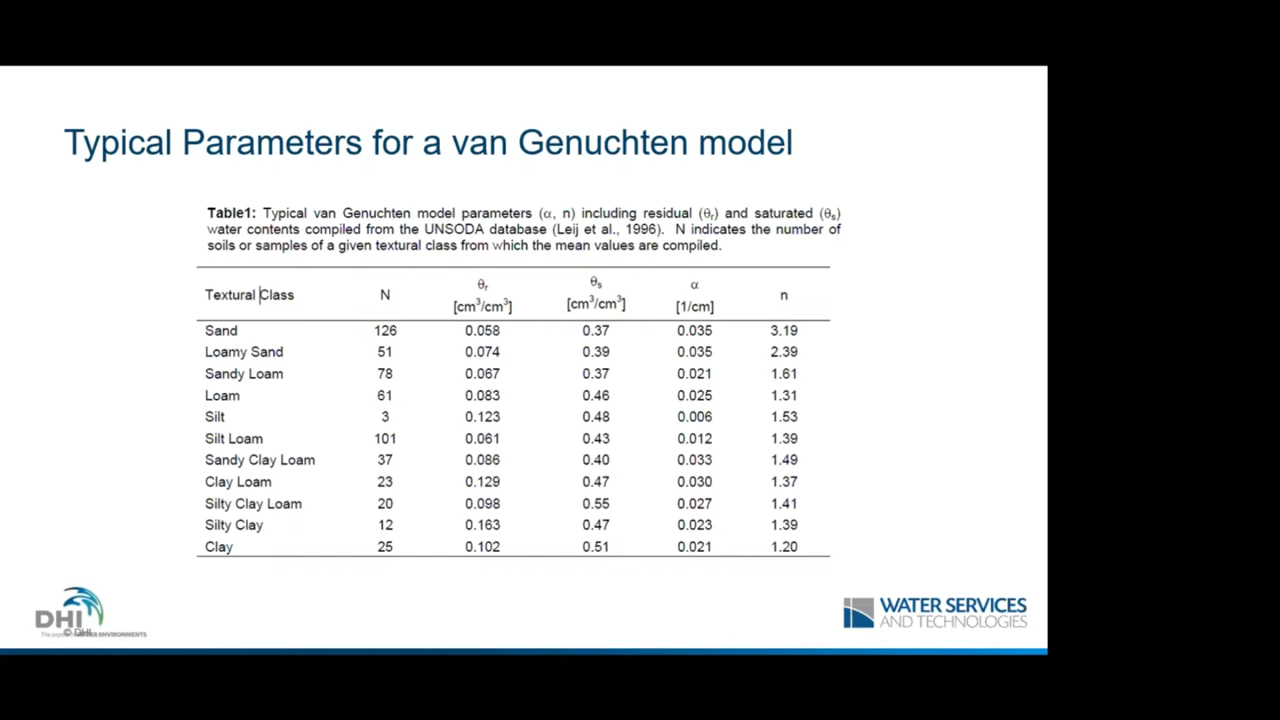 Typical Parameters for a van Genuchten model
Table1: Typical van Genuchten model parameters (α, n) including residual (θr) and saturated (θs)
water contents compiled from the UNSODA database (Leij et al., 1996). N indicates the number of
soils or samples of a given textural class from which the mean values are compiled.
Textural Class N θr [cm³/cm³] θs [cm³/cm³] α [1/cm] n
Sand 126 0.058 0.37 0.035 3.19
Loamy Sand 51 0.074 0.39 0.035 2.39
Sandy Loam 78 0.067 0.37 0.021 1.61
Loam 61 0.083 0.46 0.025 1.31
Silt 3 0.123 0.48 0.006 1.53
Silt Loam 101 0.061 0.43 0.012 1.39
Sandy Clay Loam 37 0.086 0.40 0.033 1.49
Clay Loam 23 0.129 0.47 0.030 1.37
Silty Clay Loam 20 0.098 0.55 0.027 1.41
Silty Clay 12 0.163 0.47 0.023 1.39
Clay 25 0.102 0.51 0.021 1.20
DHI
The ENVIRONMENTS
© DHI
WATER SERVICES
AND TECHNOLOGIES